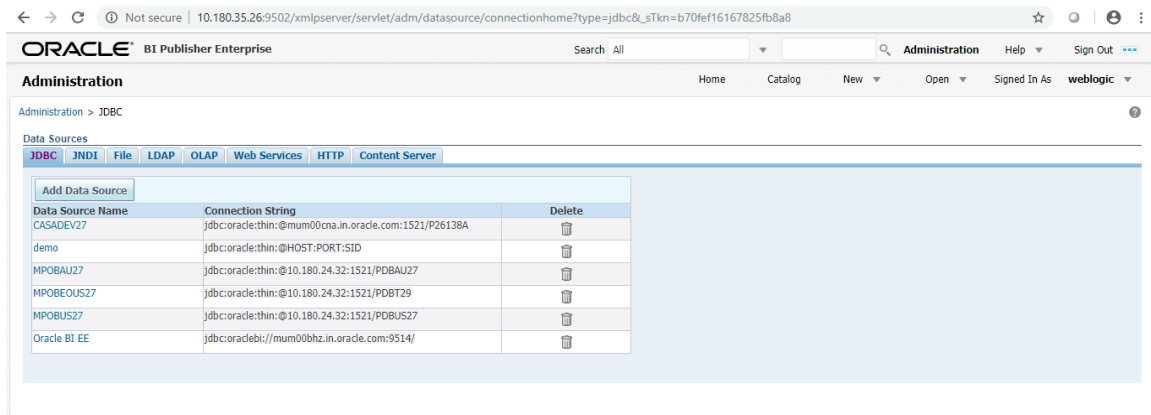 Not secure | 10.180.35.26:9502/xmlpserver/servlet/adm/datasource/connectionhome?type=jdbc&_sTkn=b70fef16167825fb8a8
ORACLE BI Publisher Enterprise Search All Administration Help Sign Out
Administration Home Catalog New Open Signed In As weblogic
Administration > JDBC
Data Sources
JDBC JNDI File LDAP OLAP Web Services HTTP Content Server
Add Data Source
Data Source Name Connection String Delete
CASADEV27 jdbc:oracle:thin:@mum00cna.in.oracle.com:1521/P26138A
demo jdbc:oracle:thin:@HOST:PORT:SID
MPOBAU27 jdbc:oracle:thin:@10.180.24.32:1521/PDBAU27
MPOBEOUS27 jdbc:oracle:thin:@10.180.24.32:1521/PDBT29
MPOBUS27 jdbc:oracle:thin:@10.180.24.32:1521/PDBUS27
Oracle BI EE jdbc:oraclebi://mum00bhz.in.oracle.com:9514/